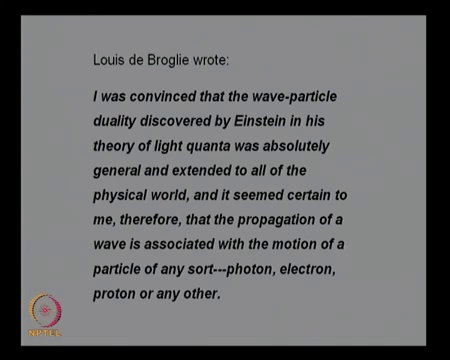 Louis de Broglie wrote:
I was convinced that the wave-particle
duality discovered by Einstein in his
theory of light quanta was absolutely
general and extended to all of the
physical world, and it seemed certain to
me, therefore, that the propagation of a
wave is associated with the motion of a
particle of any sort---photon, electron,
proton or any other.
NPTEL